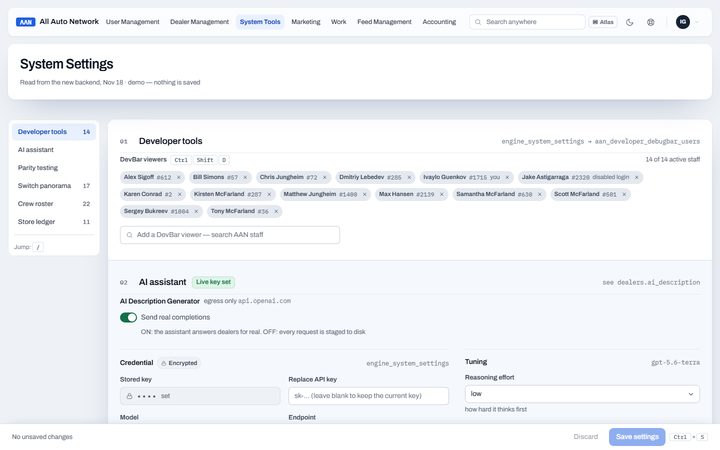 AAN All Auto Network User Management Dealer Management System Tools Marketing Work Feed Management Accounting Search anywhere Atlas IG
System Settings
Read from the new backend, Nov 18 · demo — nothing is saved
Developer tools 14
AI assistant
Parity testing
Switch panorama 17
Crew roster 22
Store ledger 11
Jump: /
01 Developer tools engine_system_settings → aan_developer_debugbar_users
DevBar viewers Ctrl Shift D 14 of 14 active staff
Alex Sigoff #612 × Bill Simons #57 × Chris Jungheim #72 × Dmitriy Lebedev #285 × Ivaylo Guenkov #1715 you × Jake Astigarraga #2320 disabled login ×
Karen Conrad #2 × Kirsten McFarland #287 × Matthew Jungheim #1400 × Max Hansen #2139 × Samantha McFarland #630 × Scott McFarland #501 ×
Sergey Bukreev #1804 × Tony McFarland #36 ×
Add a DevBar viewer — search AAN staff
02 AI assistant Live key set see dealers.ai_description
AI Description Generator egress only api.openai.com
Send real completions
ON: the assistant answers dealers for real. OFF: every request is staged to disk
Credential Encrypted engine_system_settings
Stored key Replace API key
•••• set sk-... (leave blank to keep the current key)
Model Endpoint
Tuning gpt-5.6-terra
Reasoning effort
low
how hard it thinks first
No unsaved changes Discard Save settings Ctrl + S